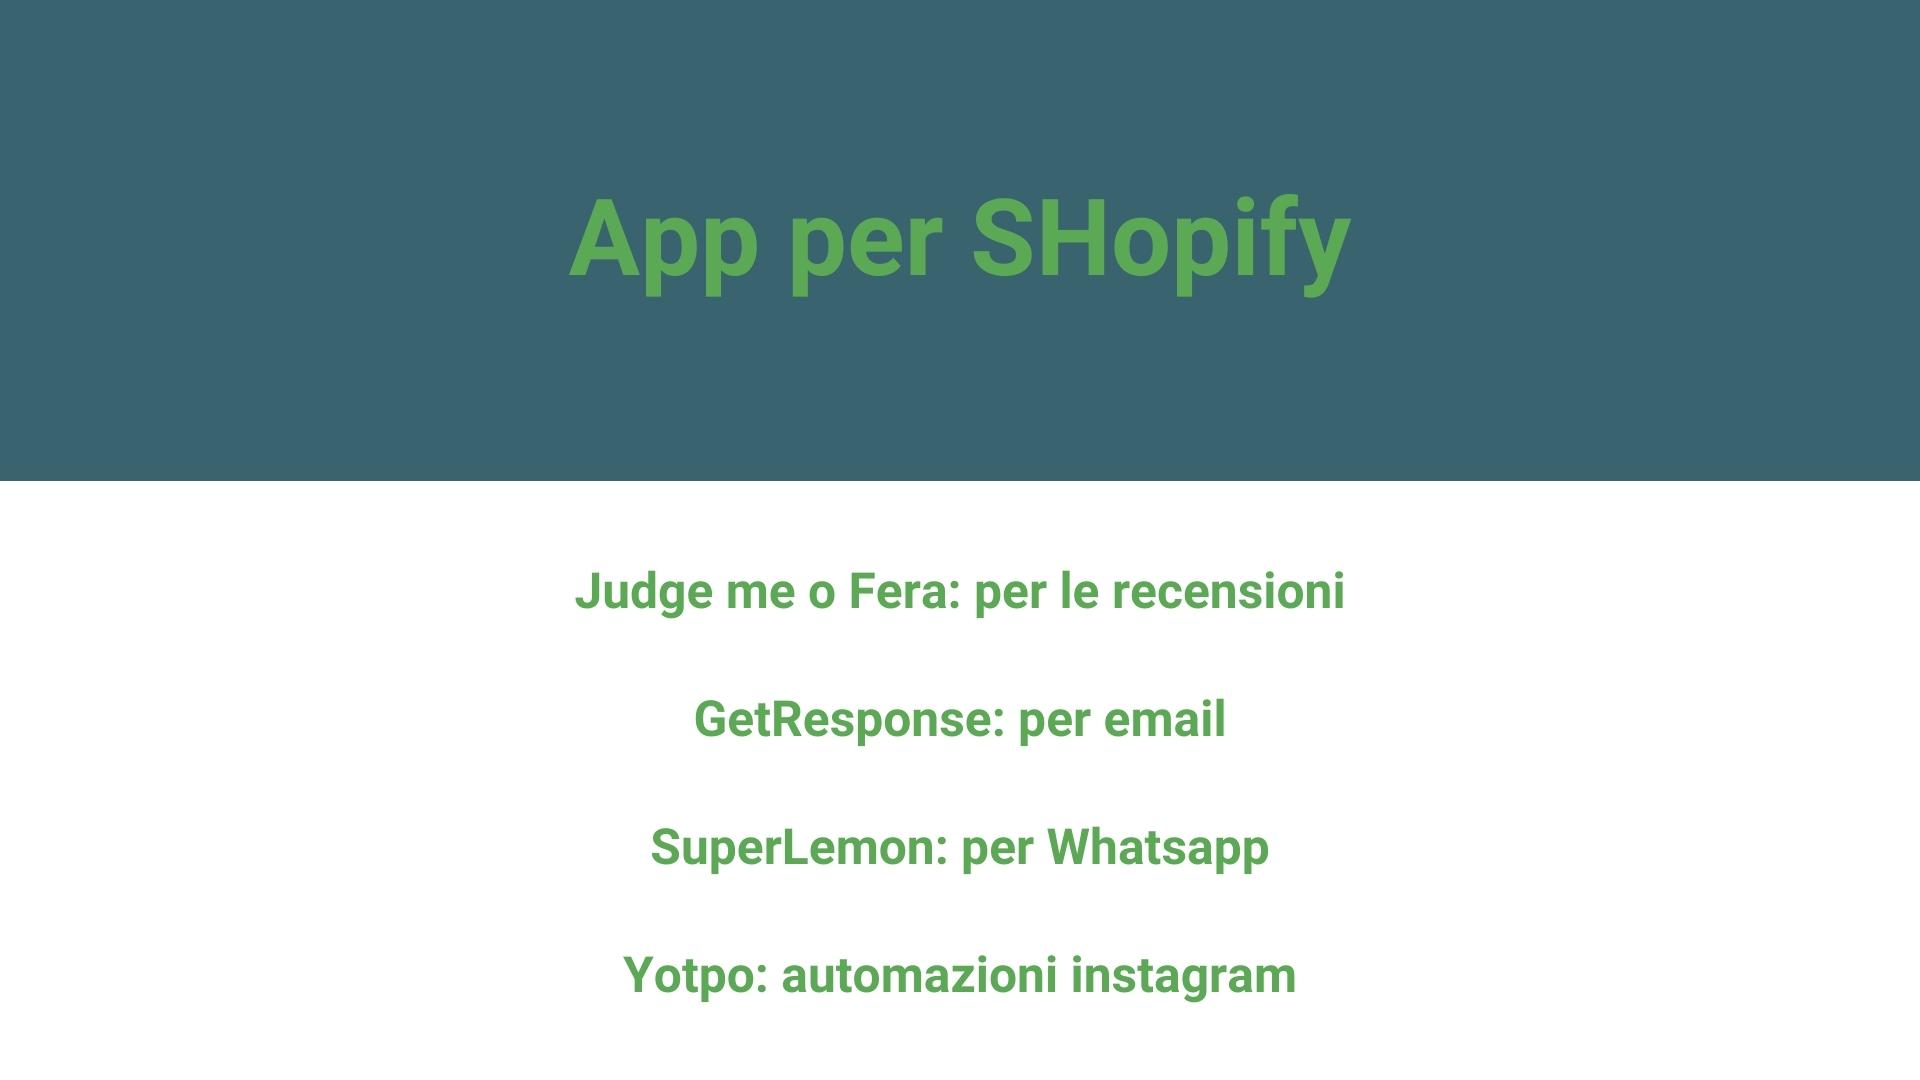 App per SHopify
Judge me o Fera: per le recensioni
GetResponse: per email
SuperLemon: per Whatsapp
Yotpo: automazioni instagram